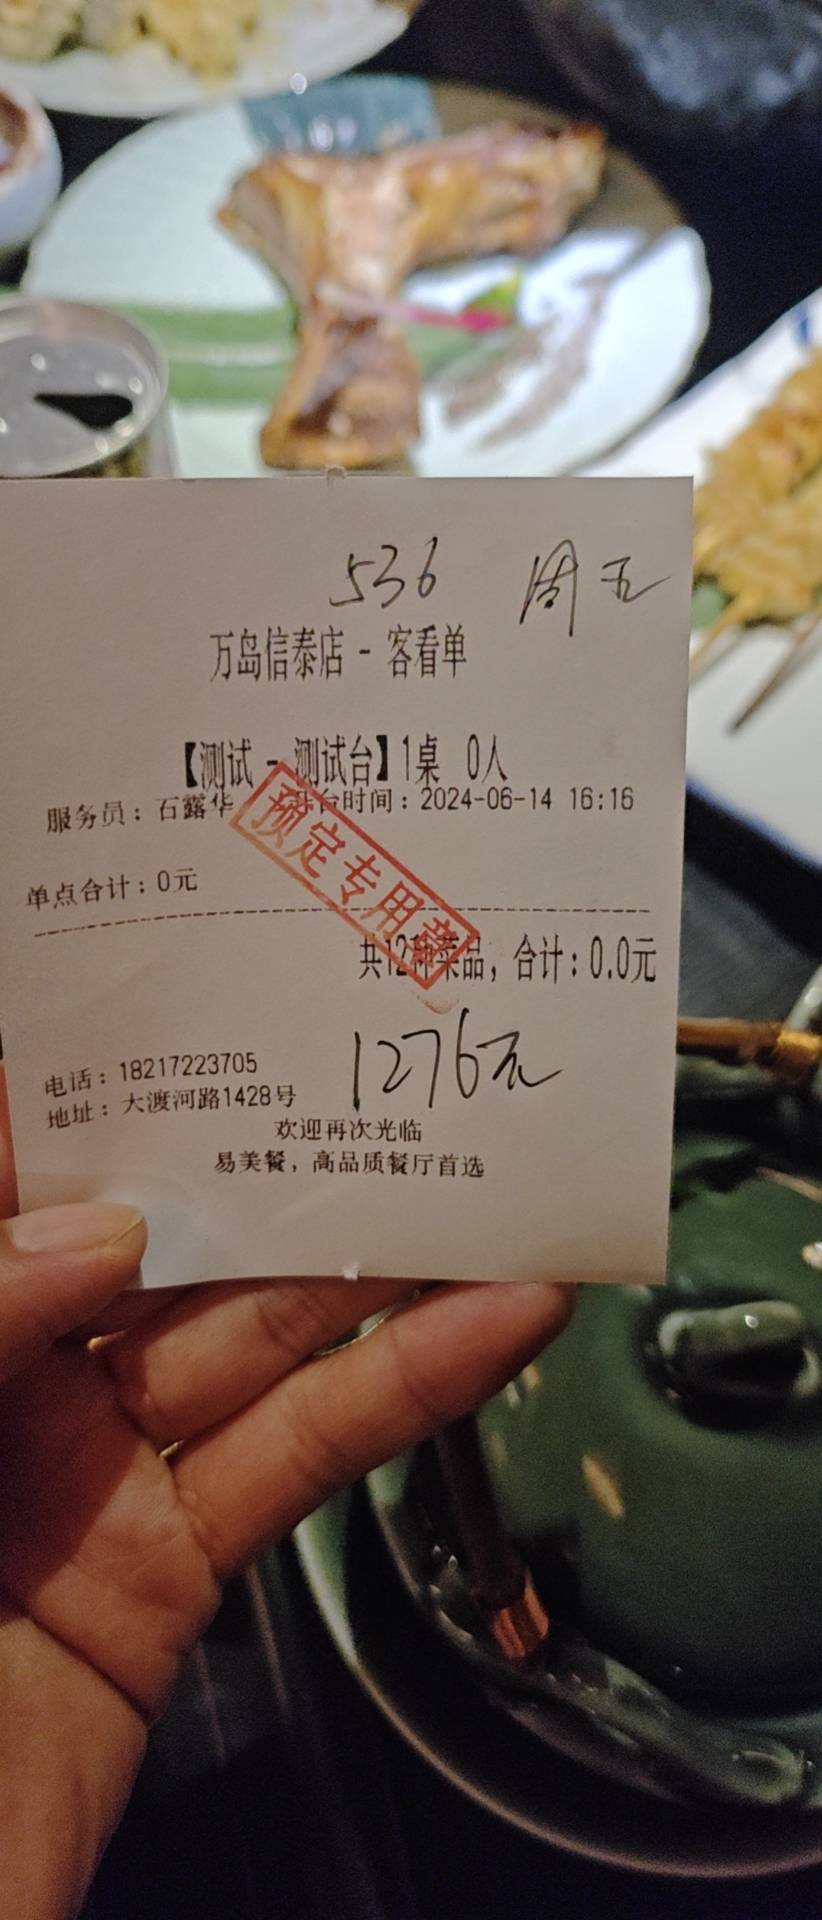 536 周五
万岛信泰店 - 客看单
【测试 - 测试台】1桌 0人
服务员：石露华 台时间：2024-06-14 16:16
预定专用章
单点合计：0元
共12种菜品，合计：0.0元
1276元
电话：18217223705
地址：大渡河路1428号
欢迎再次光临
易美餐，高品质餐厅首选